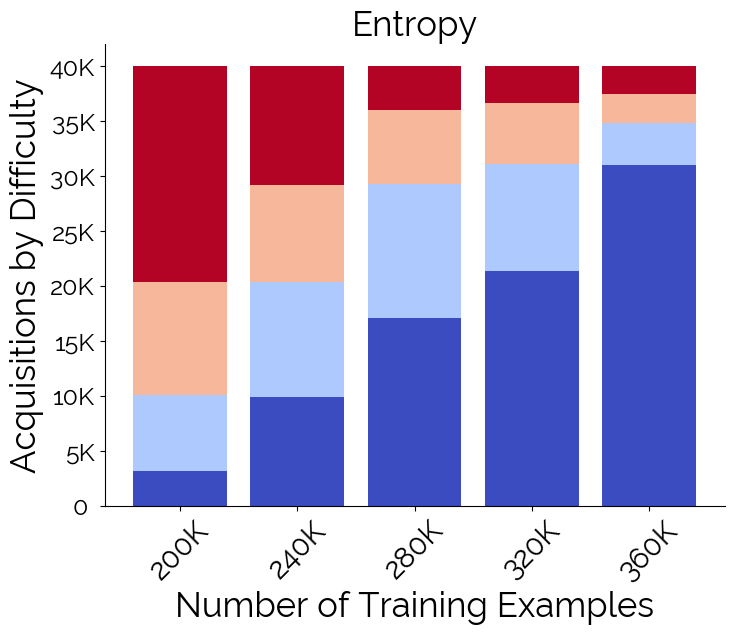 Entropy
Acquisitions by Difficulty
40K
35K
30K
25K
20K
15K
10K
5K
0
200K
240K
280K
320K
360K
Number of Training Examples